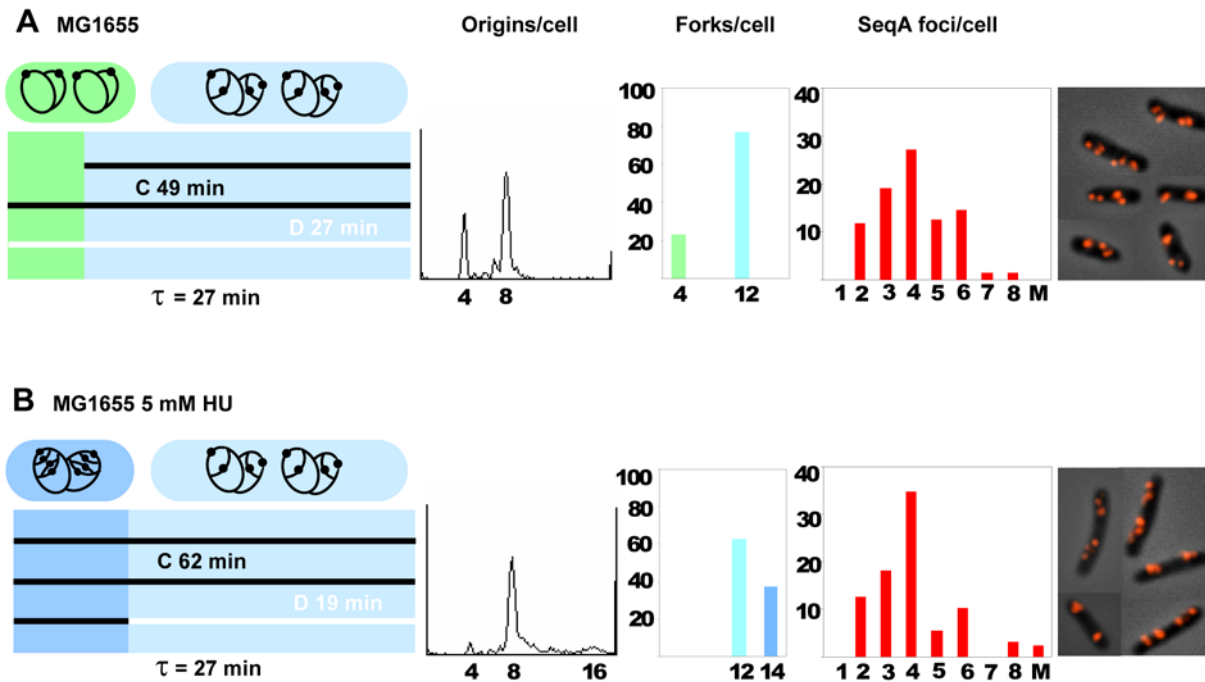 A MG1655
Origins/cell
Forks/cell
SeqA foci/cell
C 49 min
D 27 min
τ = 27 min
4 8
100
80
60
40
20
4 12
40
30
20
10
1 2 3 4 5 6 7 8 M
B MG1655 5 mM HU
C 62 min
D 19 min
τ = 27 min
4 8 16
100
80
60
40
20
12 14
40
30
20
10
1 2 3 4 5 6 7 8 M